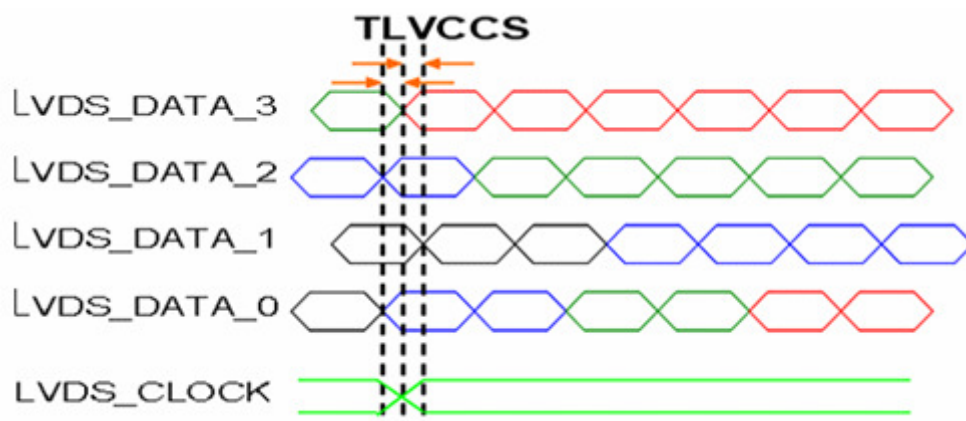 TLVCCS
LVDS_DATA_3
LVDS_DATA_2
LVDS_DATA_1
LVDS_DATA_0
LVDS_CLOCK